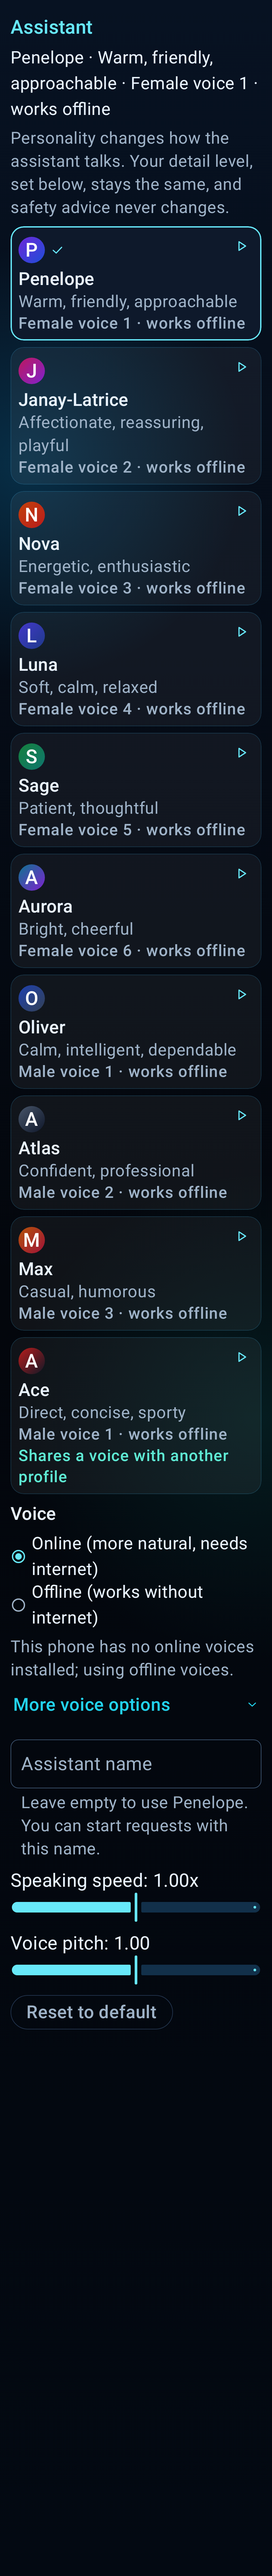 Assistant
Penelope · Warm, friendly,
approachable · Female voice 1 ·
works offline
Personality changes how the
assistant talks. Your detail level,
set below, stays the same, and
safety advice never changes.
P
Penelope
Warm, friendly, approachable
Female voice 1 · works offline
J
Janay-Latrice
Affectionate, reassuring,
playful
Female voice 2 · works offline
N
Nova
Energetic, enthusiastic
Female voice 3 · works offline
L
Luna
Soft, calm, relaxed
Female voice 4 · works offline
S
Sage
Patient, thoughtful
Female voice 5 · works offline
A
Aurora
Bright, cheerful
Female voice 6 · works offline
O
Oliver
Calm, intelligent, dependable
Male voice 1 · works offline
A
Atlas
Confident, professional
Male voice 2 · works offline
M
Max
Casual, humorous
Male voice 3 · works offline
A
Ace
Direct, concise, sporty
Male voice 1 · works offline
Shares a voice with another
profile
Voice
Online (more natural, needs
internet)
Offline (works without
internet)
This phone has no online voices
installed; using offline voices.
More voice options
Assistant name
Leave empty to use Penelope.
You can start requests with
this name.
Speaking speed: 1.00x
Voice pitch: 1.00
Reset to default